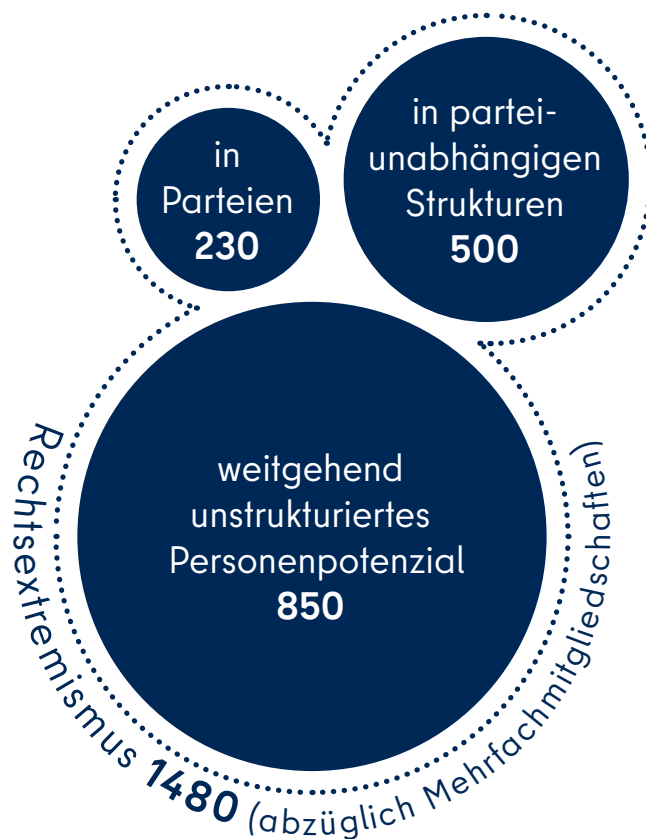 in
Parteien
230
in partei-
unabhängigen
Strukturen
500
weitgehend
unstrukturiertes
Personenpotenzial
850
Rechtsextremismus 1480 (abzüglich Mehrfachmitgliedschaften)